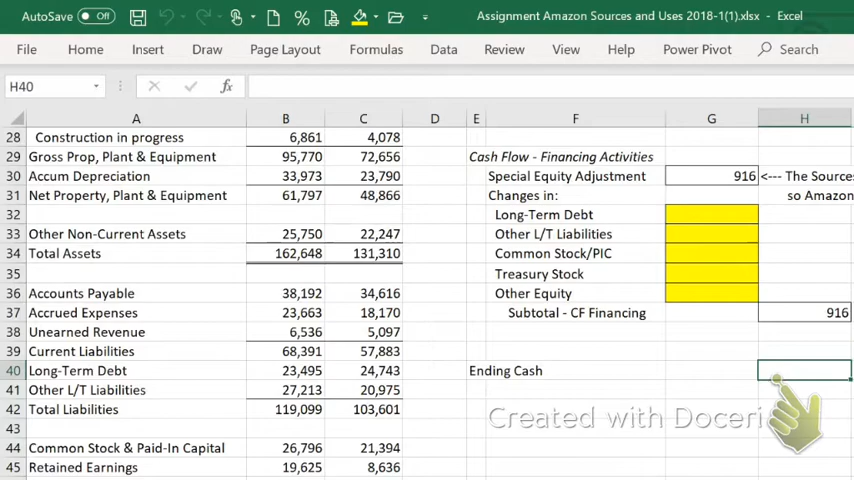 AutoSave Off Assignment Amazon Sources and Uses 2018-1(1).xlsx - Excel
File Home Insert Draw Page Layout Formulas Data Review View Help Power Pivot Search
H40 fx
A B C D E F G H
28 Construction in progress 6,861 4,078
29 Gross Prop, Plant & Equipment 95,770 72,656 Cash Flow - Financing Activities
30 Accum Depreciation 33,973 23,790 Special Equity Adjustment 916 <--- The Sources
31 Net Property, Plant & Equipment 61,797 48,866 Changes in: so Amazon
32 Long-Term Debt
33 Other Non-Current Assets 25,750 22,247 Other L/T Liabilities
34 Total Assets 162,648 131,310 Common Stock/PIC
35 Treasury Stock
36 Accounts Payable 38,192 34,616 Other Equity
37 Accrued Expenses 23,663 18,170 Subtotal - CF Financing 916
38 Unearned Revenue 6,536 5,097
39 Current Liabilities 68,391 57,883
40 Long-Term Debt 23,495 24,743 Ending Cash
41 Other L/T Liabilities 27,213 20,975
42 Total Liabilities 119,099 103,601 Created with Doceri
43
44 Common Stock & Paid-In Capital 26,796 21,394
45 Retained Earnings 19,625 8,636